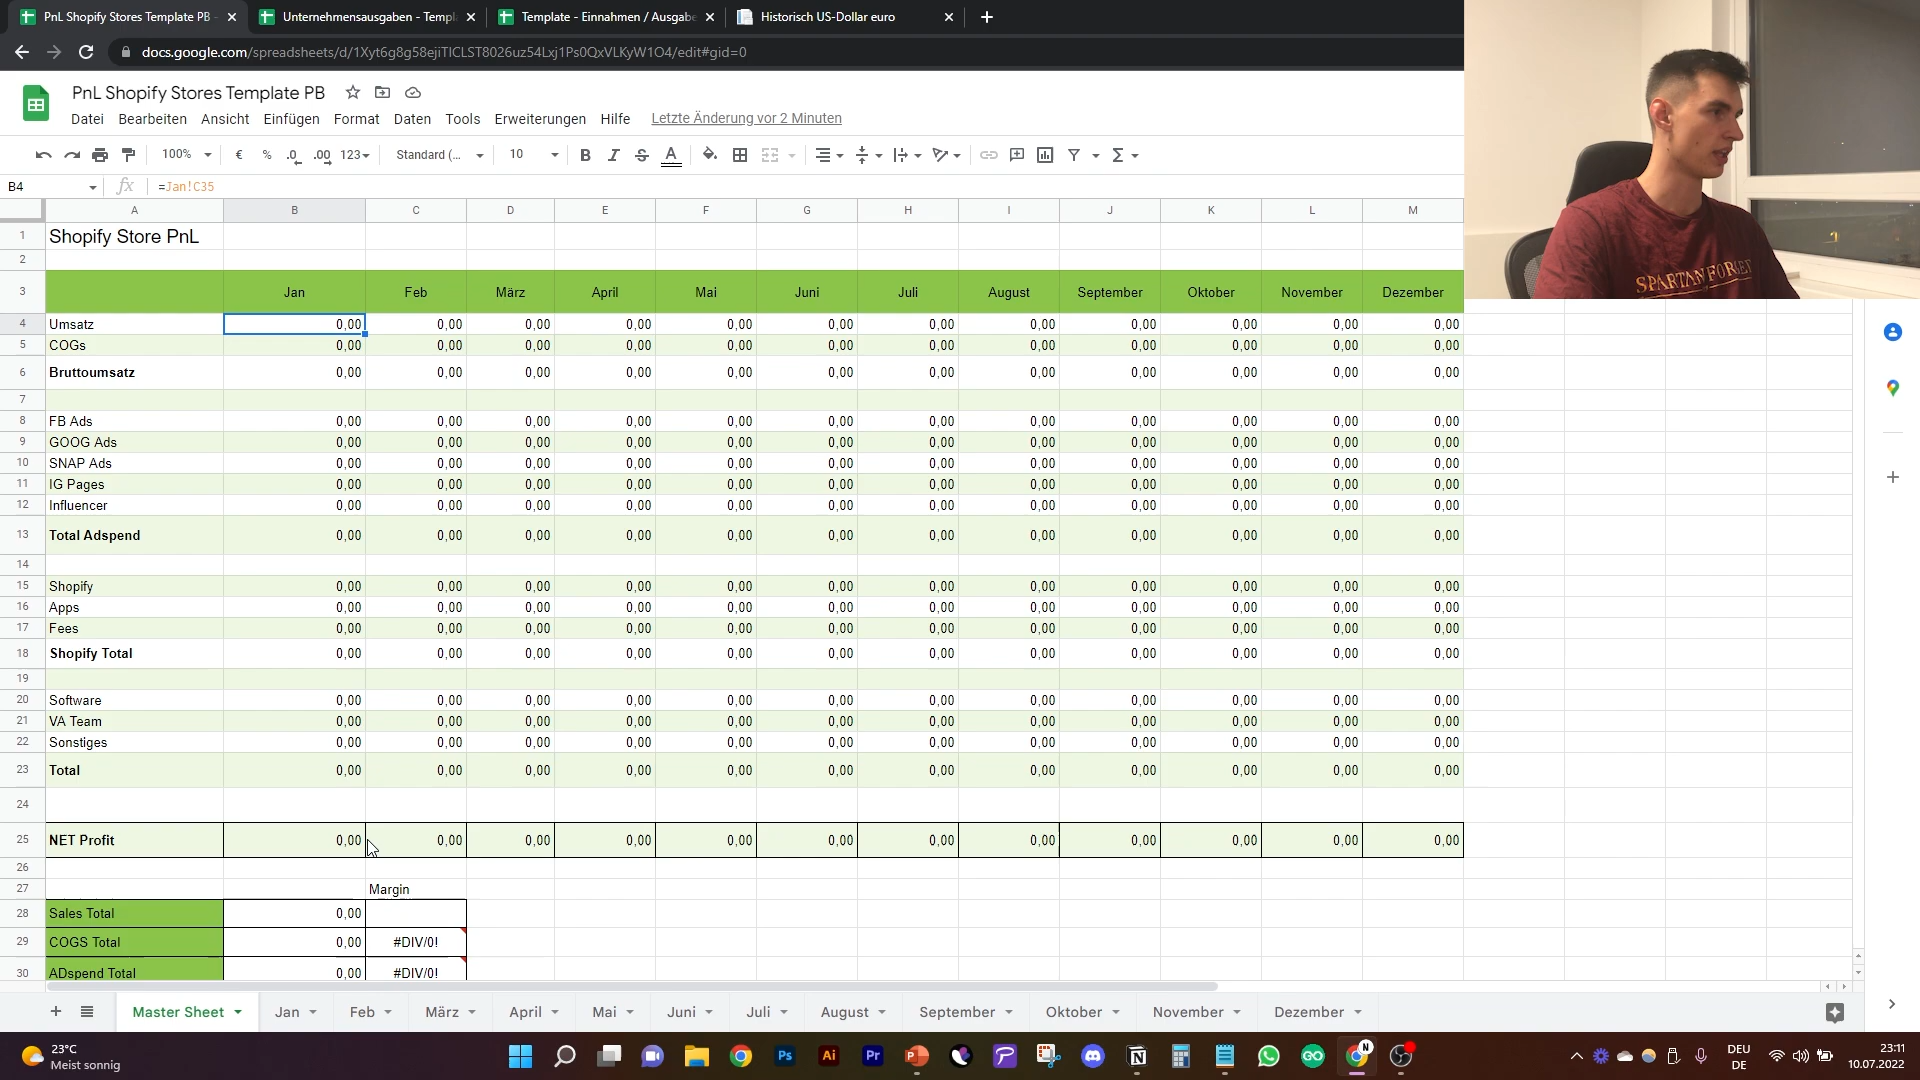 PnL Shopify Stores Template PB -
Unternehmensausgaben - Templ
Template - Einnahmen / Ausgabe
Historisch US-Dollar euro
docs.google.com/spreadsheets/d/1Xyt6g8g58ejiTlCLST8026uz54Lxj1Ps0QxVLKyW1O4/edit#gid=0
PnL Shopify Stores Template PB
Datei Bearbeiten Ansicht Einfügen Format Daten Tools Erweiterungen Hilfe Letzte Änderung vor 2 Minuten
100% € % .0 .00 123 Standard (... 10 B I S A Σ
B4 fx =Jan!C35
A B C D E F G H I J K L M
1 Shopify Store PnL
2
3 Jan Feb März April Mai Juni Juli August September Oktober November Dezember
4 Umsatz 0,00 0,00 0,00 0,00 0,00 0,00 0,00 0,00 0,00 0,00 0,00 0,00
5 COGs 0,00 0,00 0,00 0,00 0,00 0,00 0,00 0,00 0,00 0,00 0,00 0,00
6 Bruttoumsatz 0,00 0,00 0,00 0,00 0,00 0,00 0,00 0,00 0,00 0,00 0,00 0,00
7
8 FB Ads 0,00 0,00 0,00 0,00 0,00 0,00 0,00 0,00 0,00 0,00 0,00 0,00
9 GOOG Ads 0,00 0,00 0,00 0,00 0,00 0,00 0,00 0,00 0,00 0,00 0,00 0,00
10 SNAP Ads 0,00 0,00 0,00 0,00 0,00 0,00 0,00 0,00 0,00 0,00 0,00 0,00
11 IG Pages 0,00 0,00 0,00 0,00 0,00 0,00 0,00 0,00 0,00 0,00 0,00 0,00
12 Influencer 0,00 0,00 0,00 0,00 0,00 0,00 0,00 0,00 0,00 0,00 0,00 0,00
13 Total Adspend 0,00 0,00 0,00 0,00 0,00 0,00 0,00 0,00 0,00 0,00 0,00 0,00
14
15 Shopify 0,00 0,00 0,00 0,00 0,00 0,00 0,00 0,00 0,00 0,00 0,00 0,00
16 Apps 0,00 0,00 0,00 0,00 0,00 0,00 0,00 0,00 0,00 0,00 0,00 0,00
17 Fees 0,00 0,00 0,00 0,00 0,00 0,00 0,00 0,00 0,00 0,00 0,00 0,00
18 Shopify Total 0,00 0,00 0,00 0,00 0,00 0,00 0,00 0,00 0,00 0,00 0,00 0,00
19
20 Software 0,00 0,00 0,00 0,00 0,00 0,00 0,00 0,00 0,00 0,00 0,00 0,00
21 VA Team 0,00 0,00 0,00 0,00 0,00 0,00 0,00 0,00 0,00 0,00 0,00 0,00
22 Sonstiges 0,00 0,00 0,00 0,00 0,00 0,00 0,00 0,00 0,00 0,00 0,00 0,00
23 Total 0,00 0,00 0,00 0,00 0,00 0,00 0,00 0,00 0,00 0,00 0,00 0,00
24
25 NET Profit 0,00 0,00 0,00 0,00 0,00 0,00 0,00 0,00 0,00 0,00 0,00 0,00
26
27 Margin
28 Sales Total 0,00
29 COGS Total 0,00 #DIV/0!
30 ADspend Total 0,00 #DIV/0!
Master Sheet Jan Feb März April Mai Juni Juli August September Oktober November Dezember
23°C
Meist sonnig
Ps Ai Pr
DEU
DE
23:11
10.07.2022